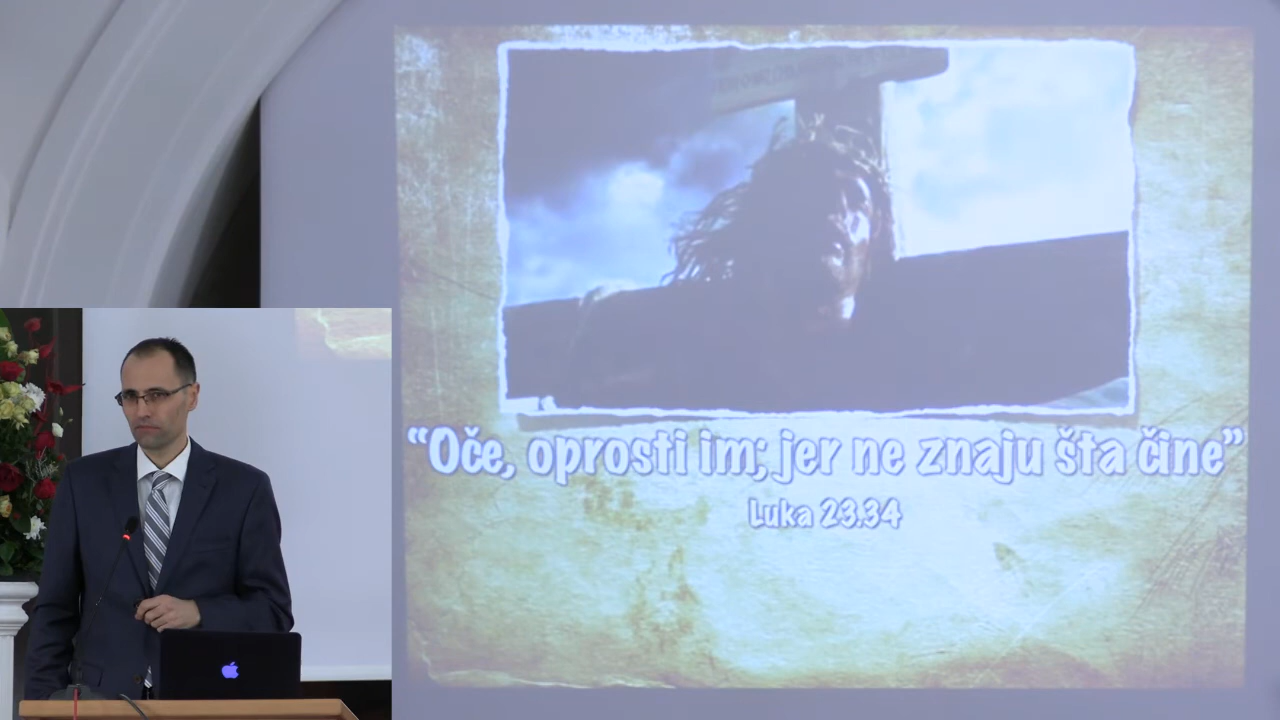 “Oče, oprosti im; jer ne znaju šta čine”
Luka 23.34